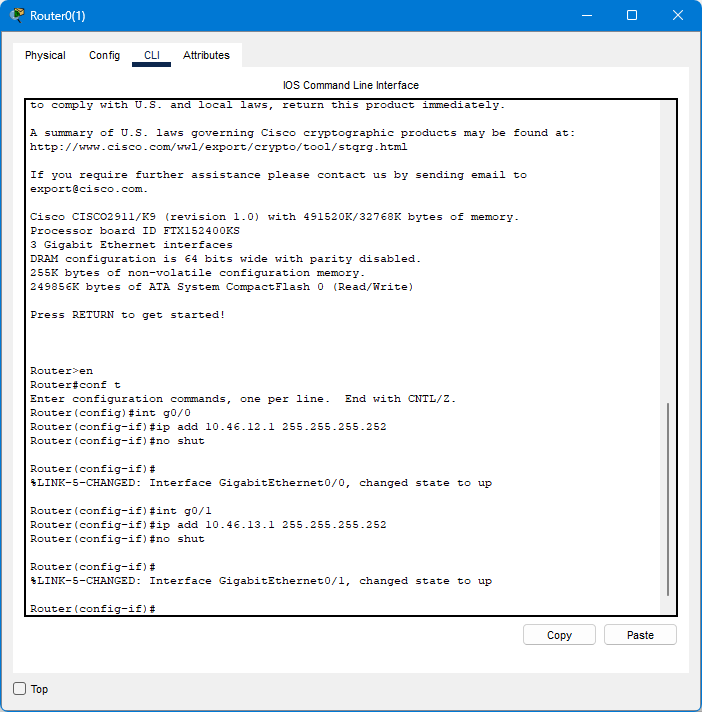 Router0(1)
Physical Config CLI Attributes
IOS Command Line Interface
to comply with U.S. and local laws, return this product immediately.
A summary of U.S. laws governing Cisco cryptographic products may be found at:
http://www.cisco.com/wwl/export/crypto/tool/stqrg.html
If you require further assistance please contact us by sending email to
export@cisco.com.
Cisco CISCO2911/K9 (revision 1.0) with 491520K/32768K bytes of memory.
Processor board ID FTX152400KS
3 Gigabit Ethernet interfaces
DRAM configuration is 64 bits wide with parity disabled.
255K bytes of non-volatile configuration memory.
249856K bytes of ATA System CompactFlash 0 (Read/Write)
Press RETURN to get started!
Router>en
Router#conf t
Enter configuration commands, one per line.  End with CNTL/Z.
Router(config)#int g0/0
Router(config-if)#ip add 10.46.12.1 255.255.255.252
Router(config-if)#no shut
Router(config-if)#
%LINK-5-CHANGED: Interface GigabitEthernet0/0, changed state to up
Router(config-if)#int g0/1
Router(config-if)#ip add 10.46.13.1 255.255.255.252
Router(config-if)#no shut
Router(config-if)#
%LINK-5-CHANGED: Interface GigabitEthernet0/1, changed state to up
Router(config-if)#
Copy Paste
Top